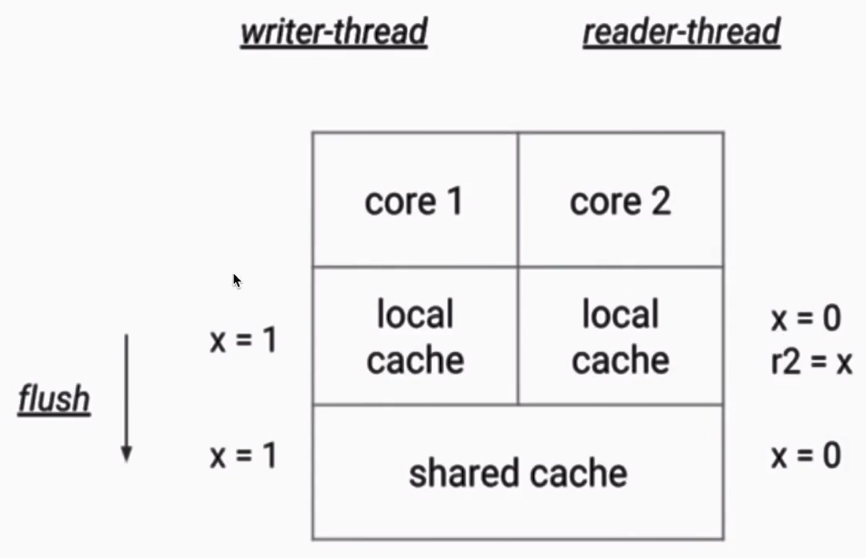 writer-thread
reader-thread
core 1
core 2
local
cache
local
cache
x = 1
x = 0
r2 = x
flush
x = 1
shared cache
x = 0